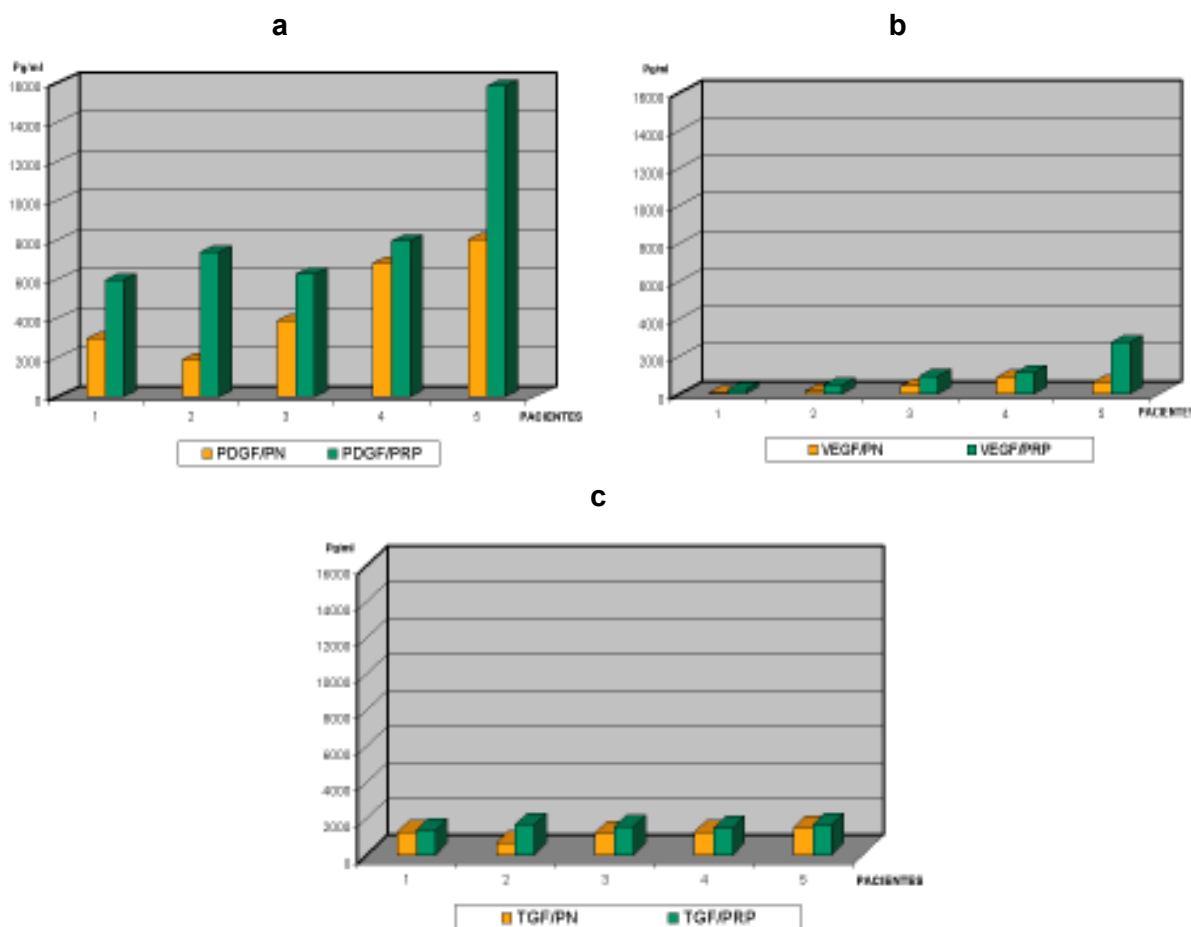 a
Pg/ml
16000
14000
12000
10000
8000
6000
4000
2000
0
1 2 3 4 5 PACIENTES
PDGF/PN PDGF/PRP
b
Pg/ml
16000
14000
12000
10000
8000
6000
4000
2000
0
1 2 3 4 5 PACIENTES
VEGF/PN VEGF/PRP
c
Pg/ml
16000
14000
12000
10000
8000
6000
4000
2000
0
1 2 3 4 5 PACIENTES
TGF/PN TGF/PRP